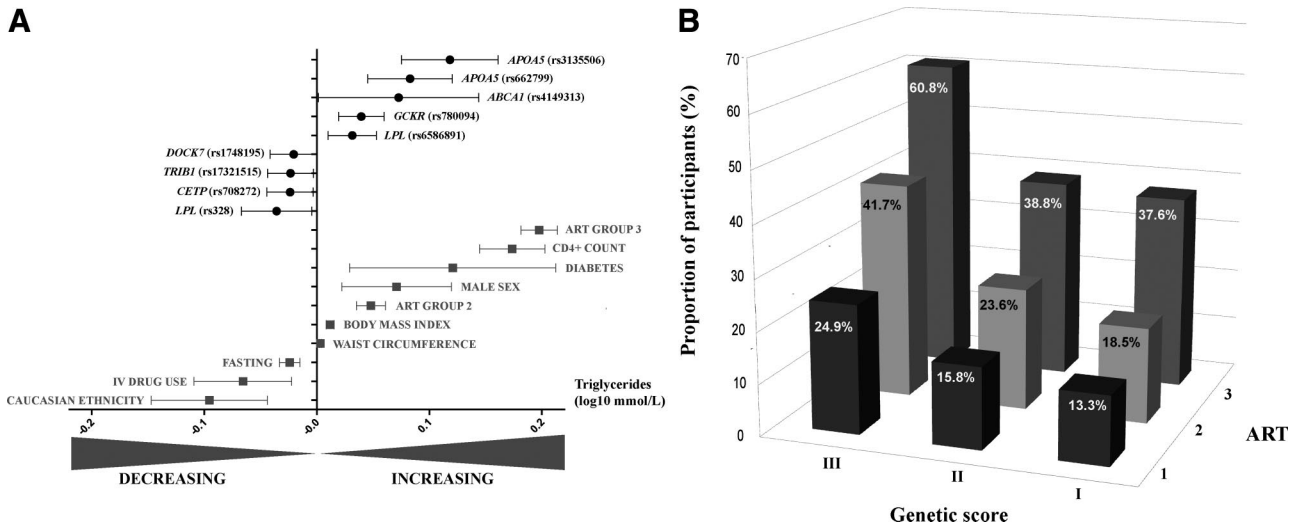 A
APOA5 (rs3135506)
APOA5 (rs662799)
ABCA1 (rs4149313)
GCKR (rs780094)
LPL (rs6586891)
DOCK7 (rs1748195)
TRIB1 (rs17321515)
CETP (rs708272)
LPL (rs328)
ART GROUP 3
CD4+ COUNT
DIABETES
MALE SEX
ART GROUP 2
BODY MASS INDEX
WAIST CIRCUMFERENCE
FASTING
IV DRUG USE
CAUCASIAN ETHNICITY
Triglycerides
(log10 mmol/L)
-0.2 -0.1 -0.0 0.1 0.2
DECREASING INCREASING
B
Proportion of participants (%)
70
60
50
40
30
20
10
0
60.8%
41.7%
24.9%
38.8%
23.6%
15.8%
37.6%
18.5%
13.3%
III II I
1 2 3
ART
Genetic score